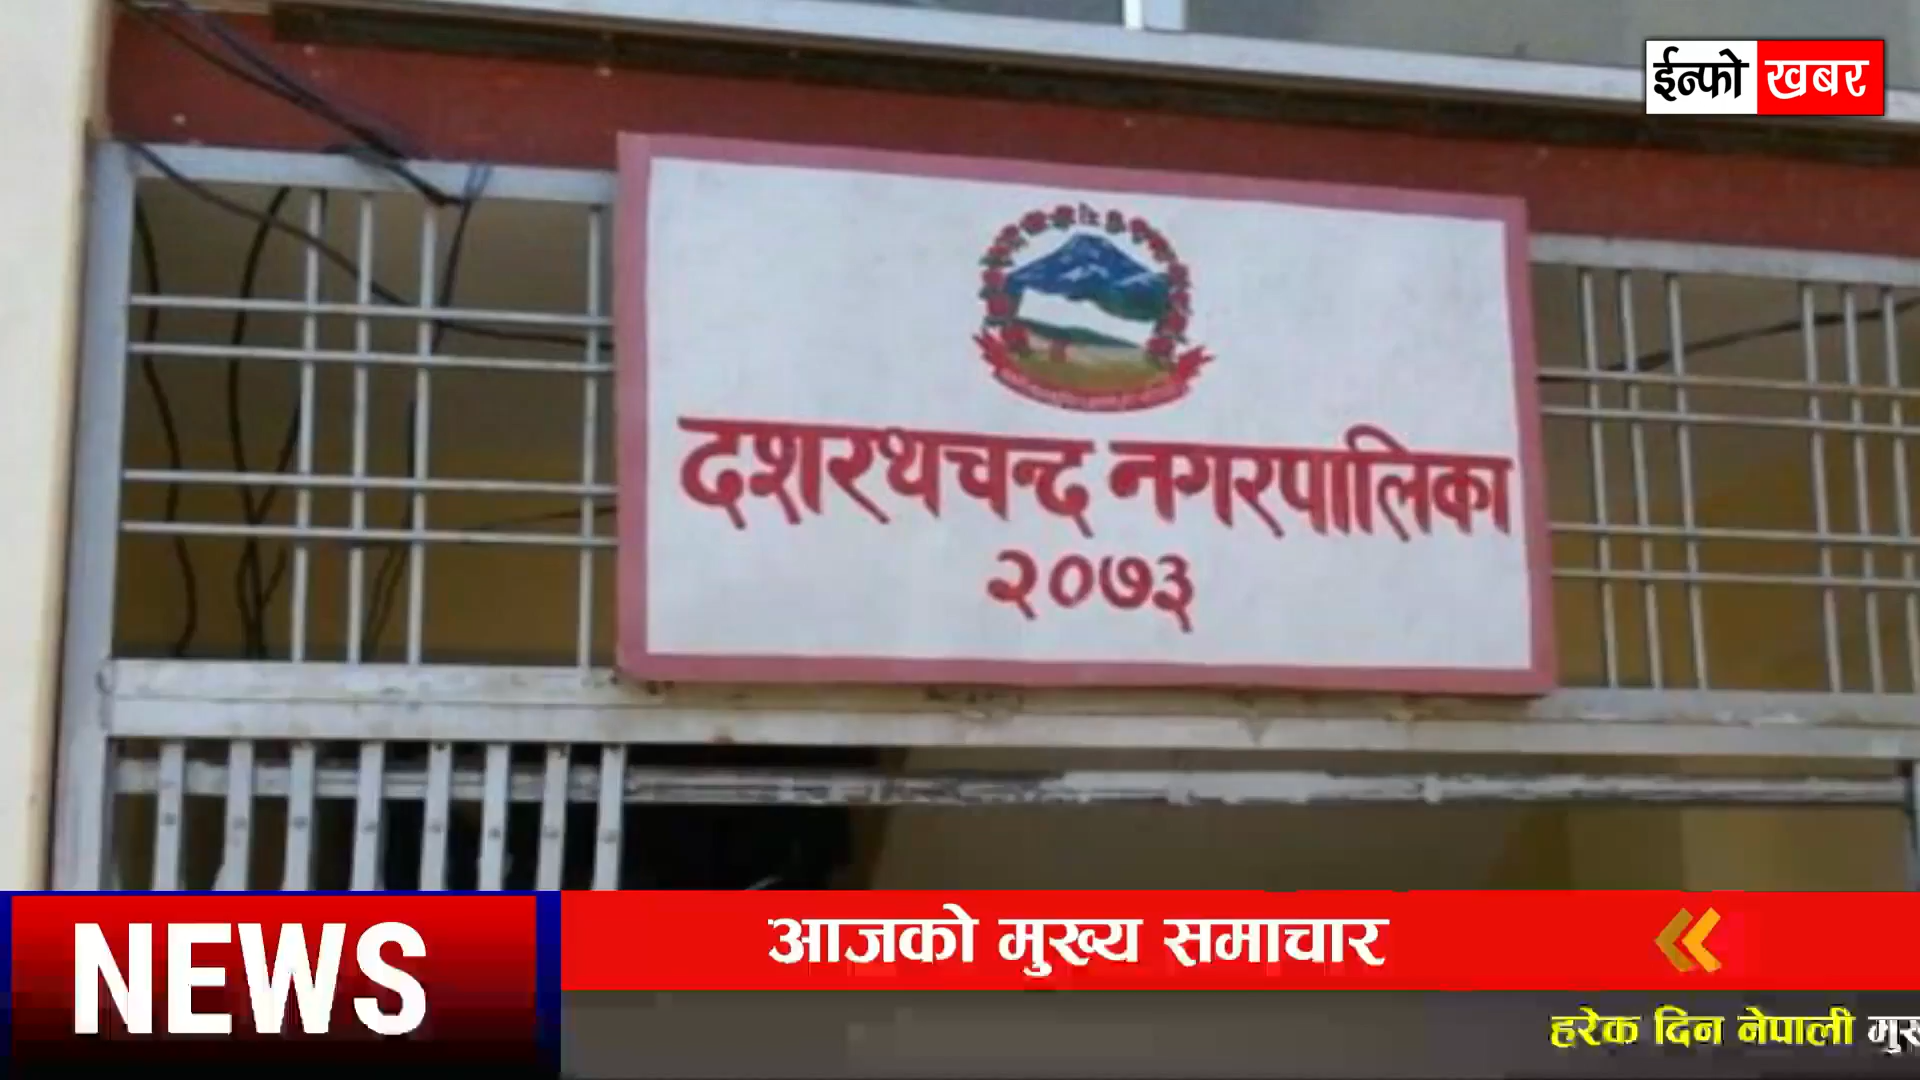 ईन्फो खबर
दशरथचन्द नगरपालिका
२०७३
NEWS
आजको मुख्य समाचार
हरेक दिन नेपाली